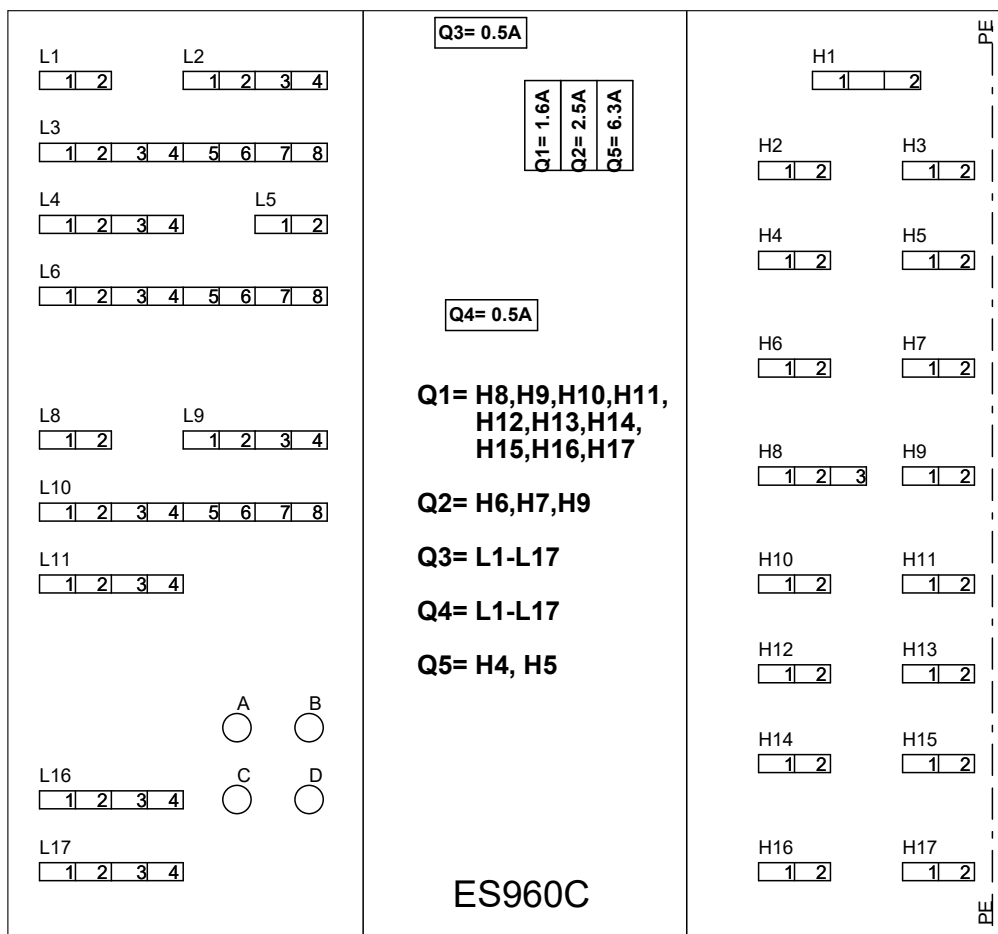 L1
L2
1 2
1 2 3 4
L3
1 2 3 4 5 6 7 8
L4
L5
1 2 3 4
1 2
L6
1 2 3 4 5 6 7 8
L8
L9
1 2
1 2 3 4
L10
1 2 3 4 5 6 7 8
L11
1 2 3 4
A
B
L16
C
D
1 2 3 4
L17
1 2 3 4
Q3= 0.5A
Q1= 1.6A
Q2= 2.5A
Q5= 6.3A
Q4= 0.5A
Q1= H8,H9,H10,H11,
H12,H13,H14,
H15,H16,H17
Q2= H6,H7,H9
Q3= L1-L17
Q4= L1-L17
Q5= H4, H5
ES960C
PE
H1
1 2
H2
H3
1 2
1 2
H4
H5
1 2
1 2
H6
H7
1 2
1 2
H8
H9
1 2 3
1 2
H10
H11
1 2
1 2
H12
H13
1 2
1 2
H14
H15
1 2
1 2
H16
H17
1 2
1 2
PE